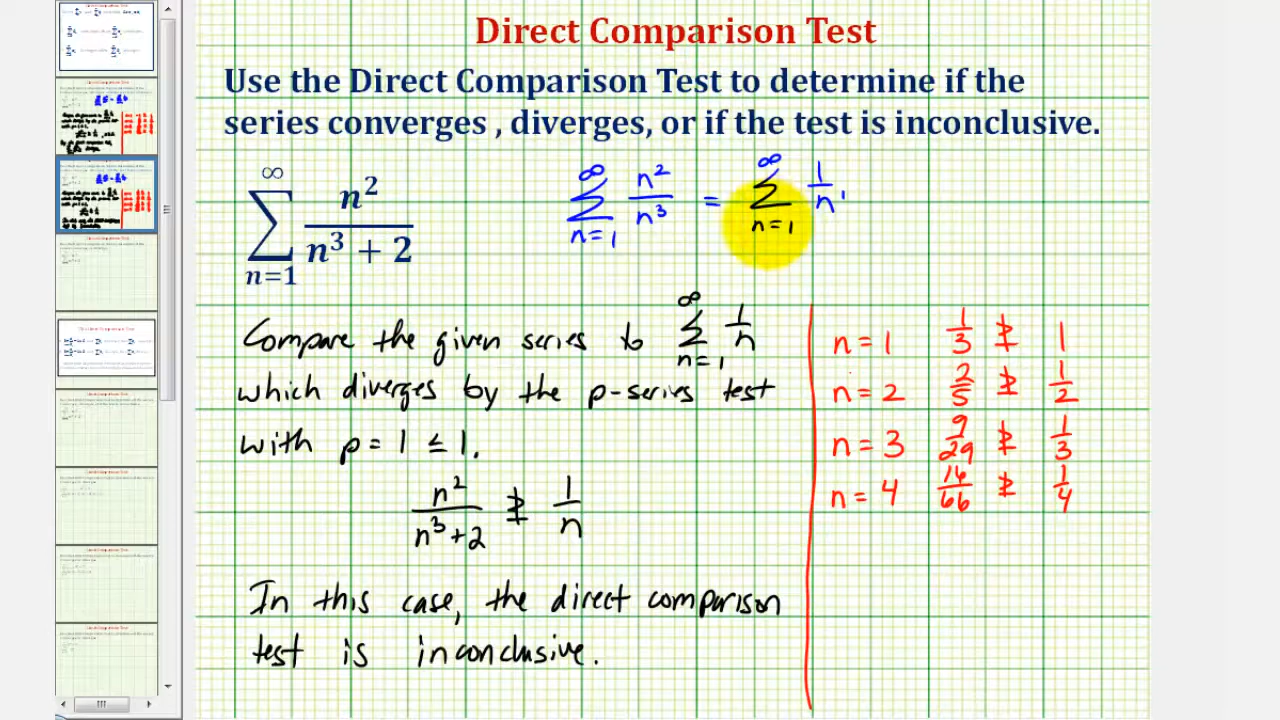 Direct Comparison Test
Use the Direct Comparison Test to determine if the
series converges , diverges, or if the test is inconclusive.
∑_{n=1}^{∞} n²/(n³ + 2)
∑_{n=1}^{∞} n²/n³ = ∑_{n=1}^{∞} 1/n
Compare the given series to ∑_{n=1}^{∞} 1/n
which diverges by the p-series test
with p = 1 ≤ 1.
n²/(n³+2) ≱ 1/n
In this case, the direct comparison
test is inconclusive.
n = 1 1/3 ≱ 1
n = 2 2/5 ≱ 1/2
n = 3 9/29 ≱ 1/3
n = 4 16/66 ≱ 1/4